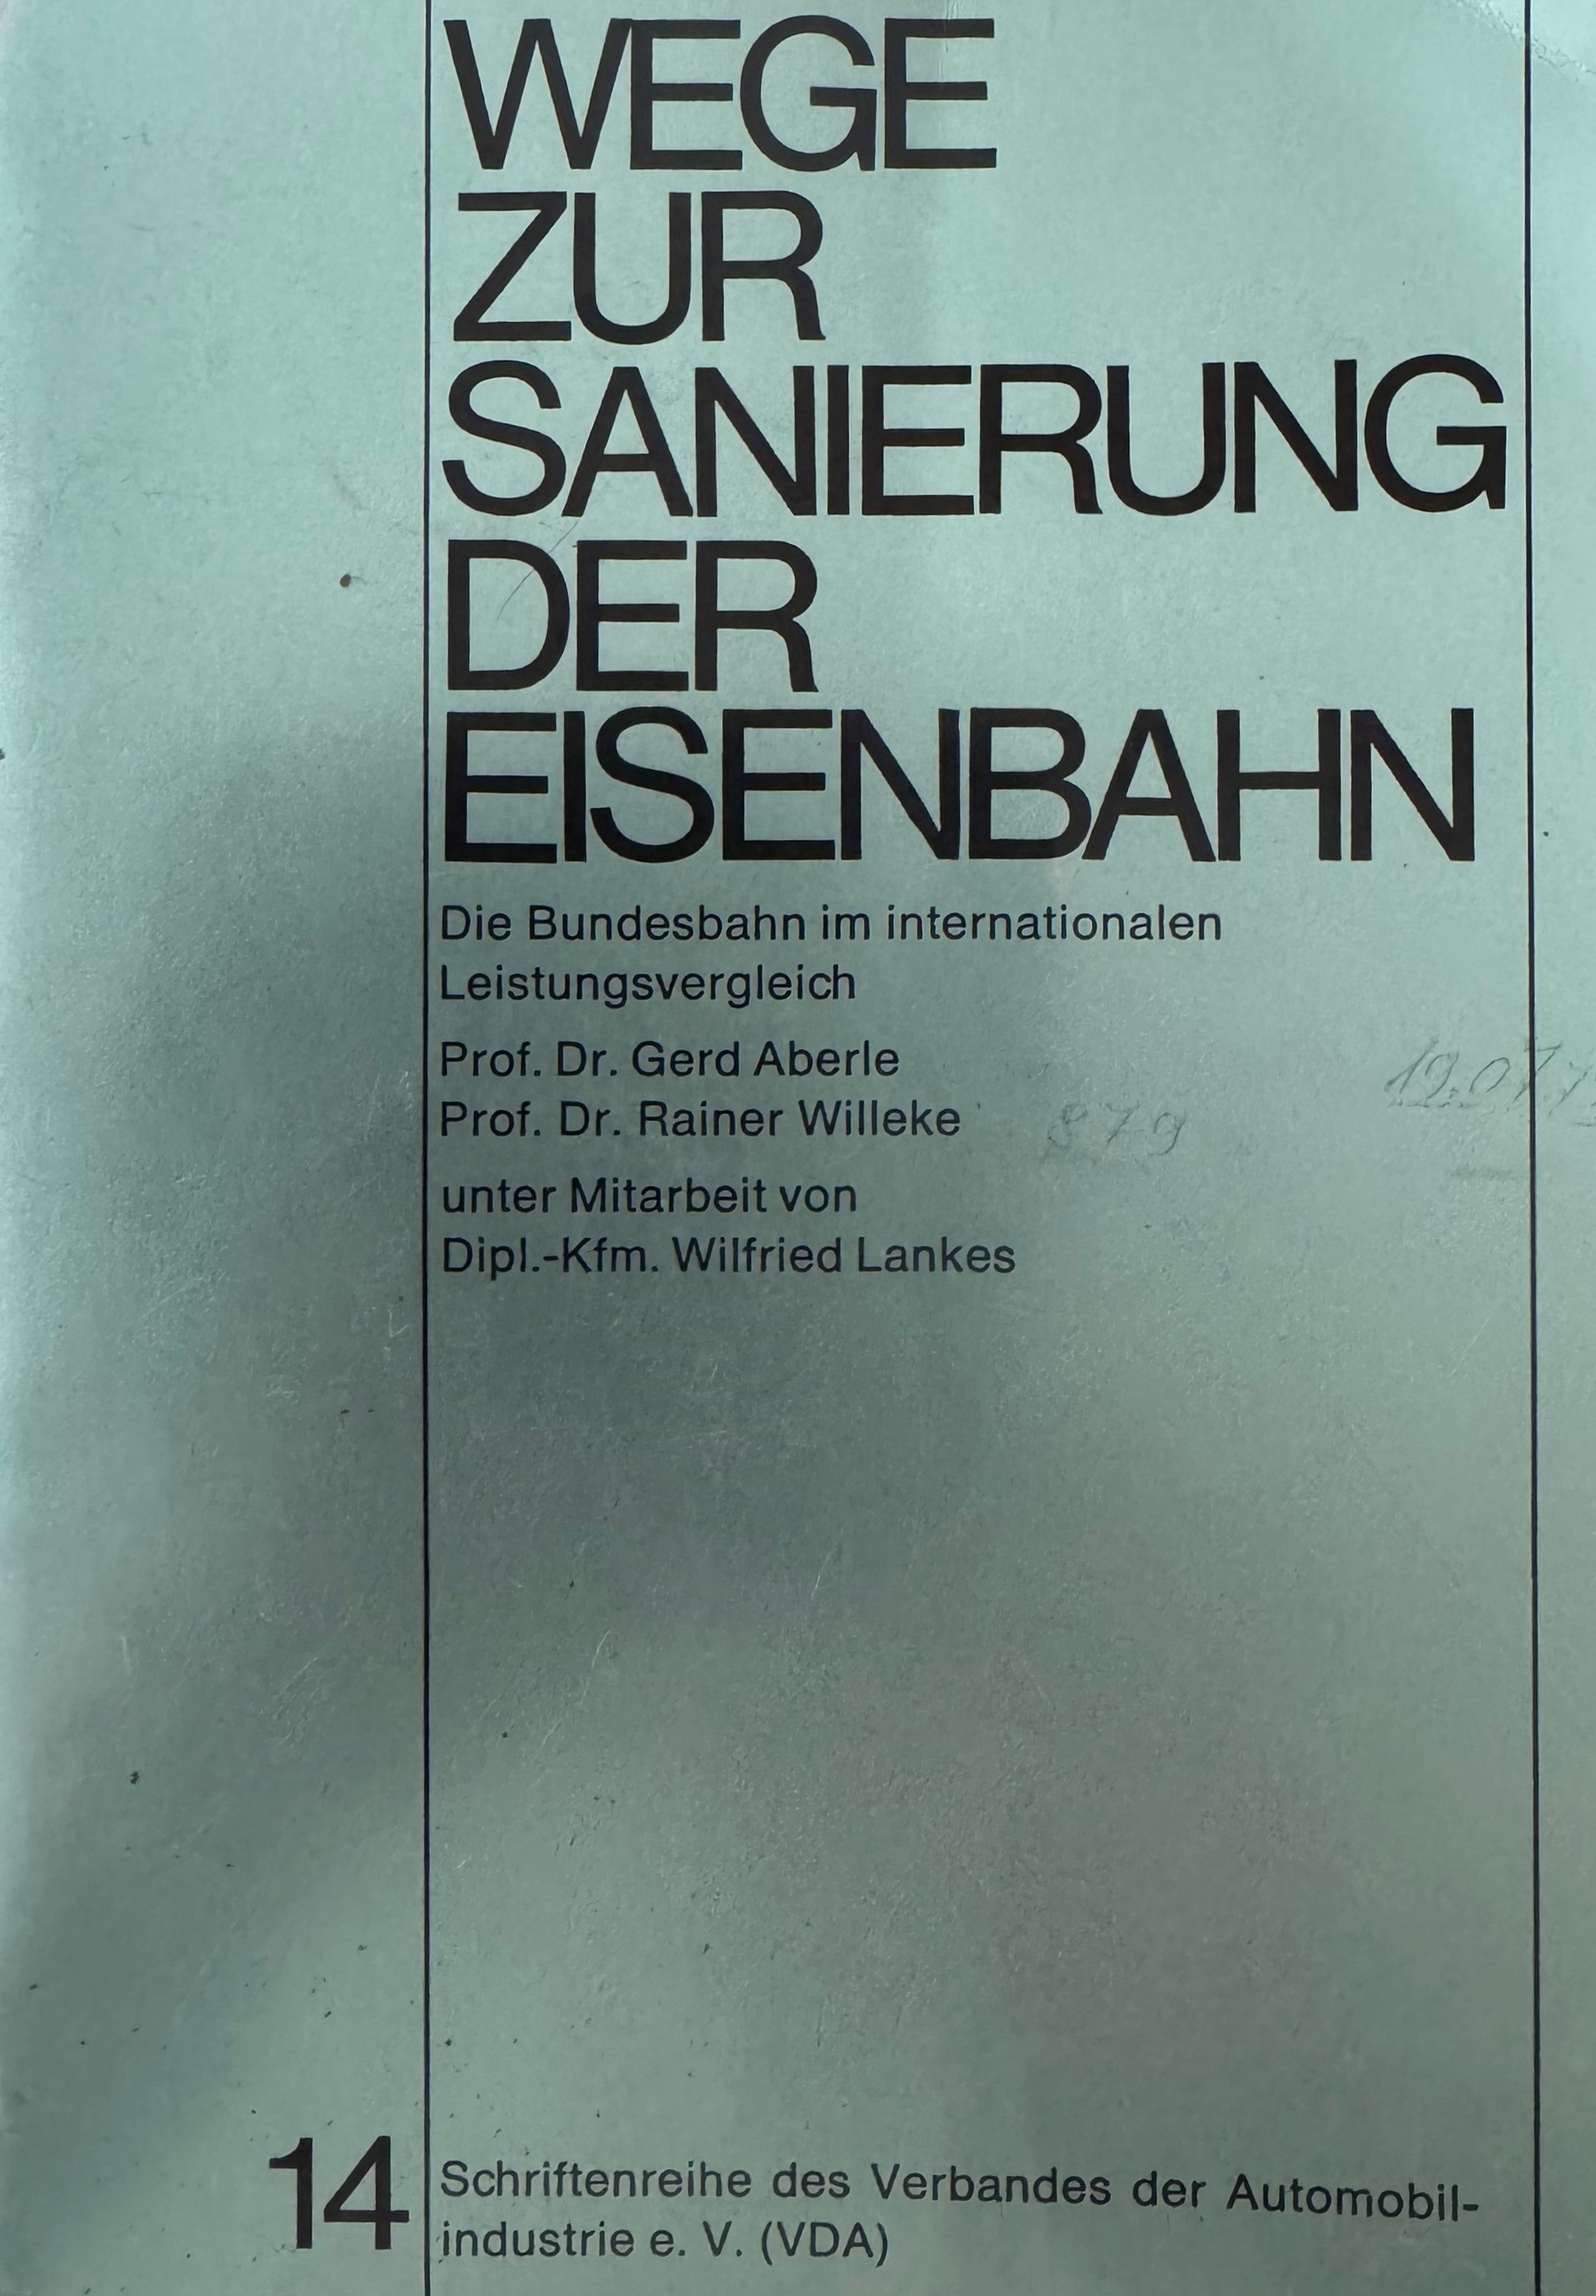 WEGE
ZUR
SANIERUNG
DER
EISENBAHN
Die Bundesbahn im internationalen
Leistungsvergleich
Prof. Dr. Gerd Aberle
Prof. Dr. Rainer Willeke
879
unter Mitarbeit von
Dipl.-Kfm. Wilfried Lankes
14
Schriftenreihe des Verbandes der Automobil-
industrie e. V. (VDA)